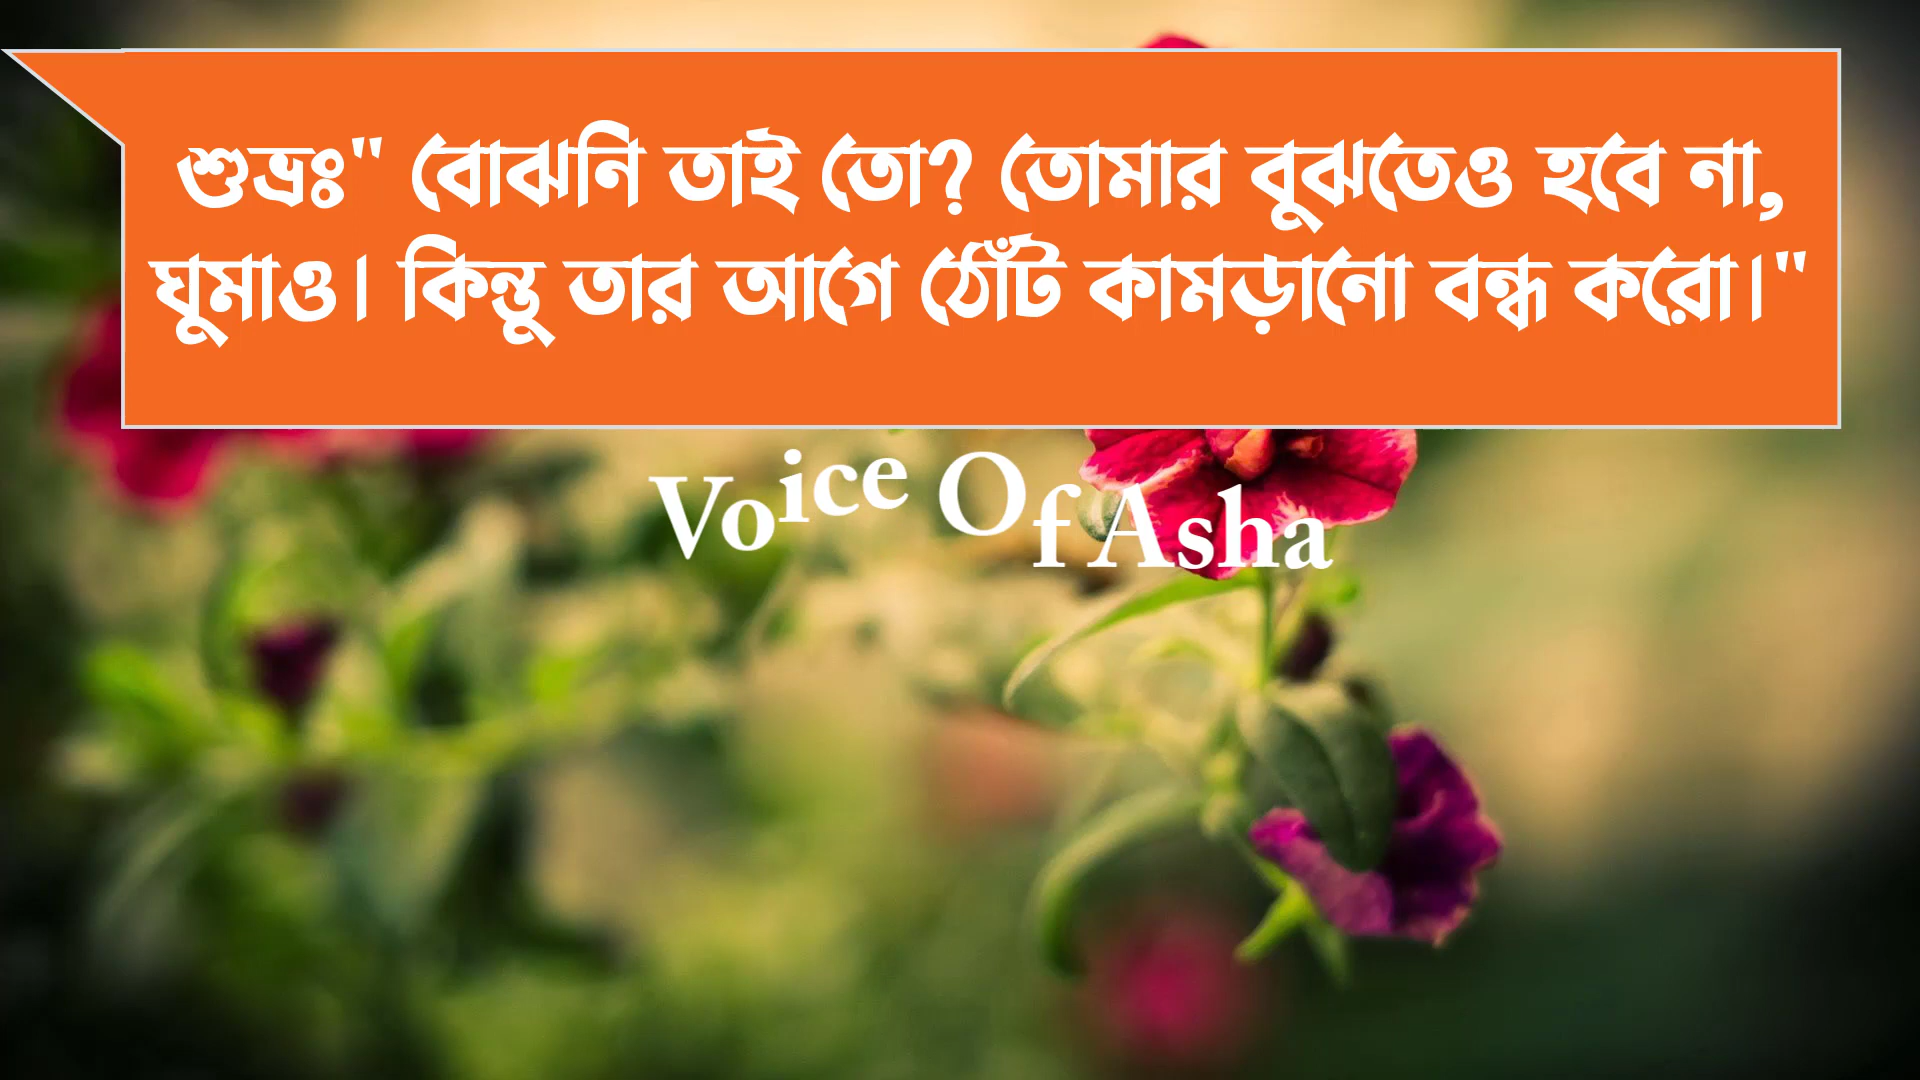 শুভ্রঃ" বোঝনি তাই তো? তোমার বুঝতেও হবে না,
ঘুমাও। কিন্তু তার আগে ঠোঁট কামড়ানো বন্ধ করো।"
Voice Of Asha